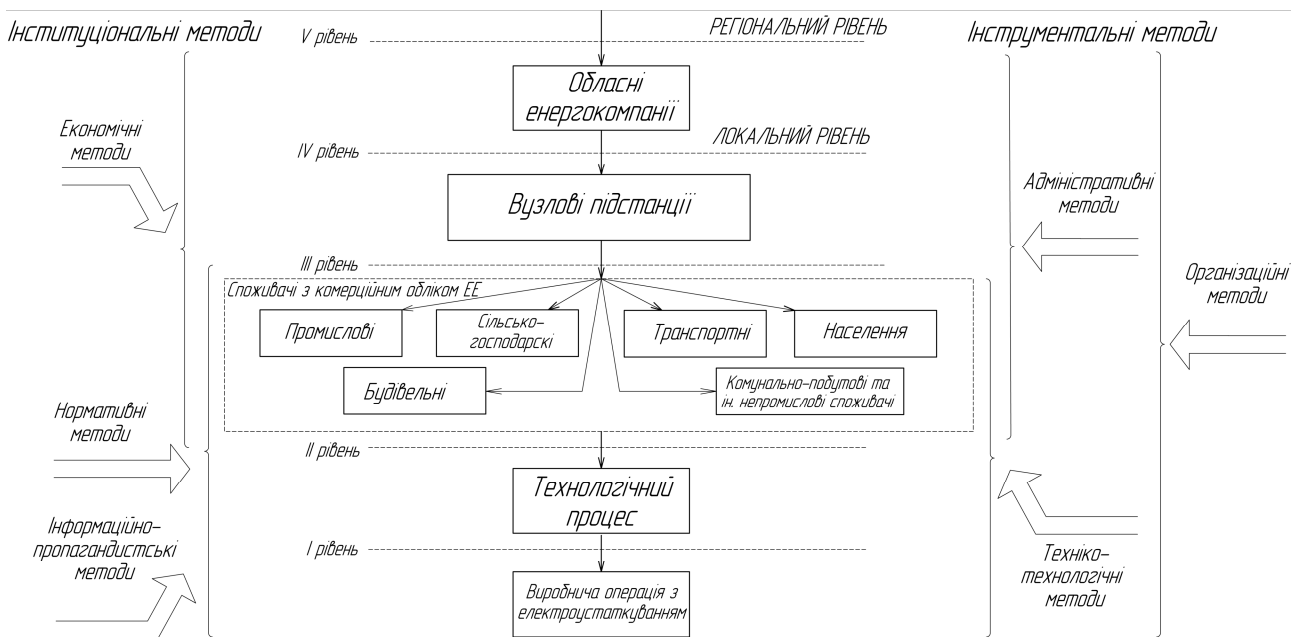 Інституціональні методи
V рівень
РЕГІОНАЛЬНИЙ РІВЕНЬ
Інструментальні методи
Обласні
енергокомпанії
Економічні
методи
IV рівень
ЛОКАЛЬНИЙ РІВЕНЬ
Вузлові підстанції
Адміністративні
методи
III рівень
Організаційні
методи
Споживачі з комерційним обліком ЕЕ
Промислові
Сільсько-
господарскі
Транспортні
Населення
Будівельні
Комунально-побутові та
ін. непромислові споживачі
Нормативні
методи
II рівень
Технологічний
процес
Інформаційно-
пропагандистські
методи
I рівень
Техніко-
технологічні
методи
Виробнича операція з
електроустаткуванням